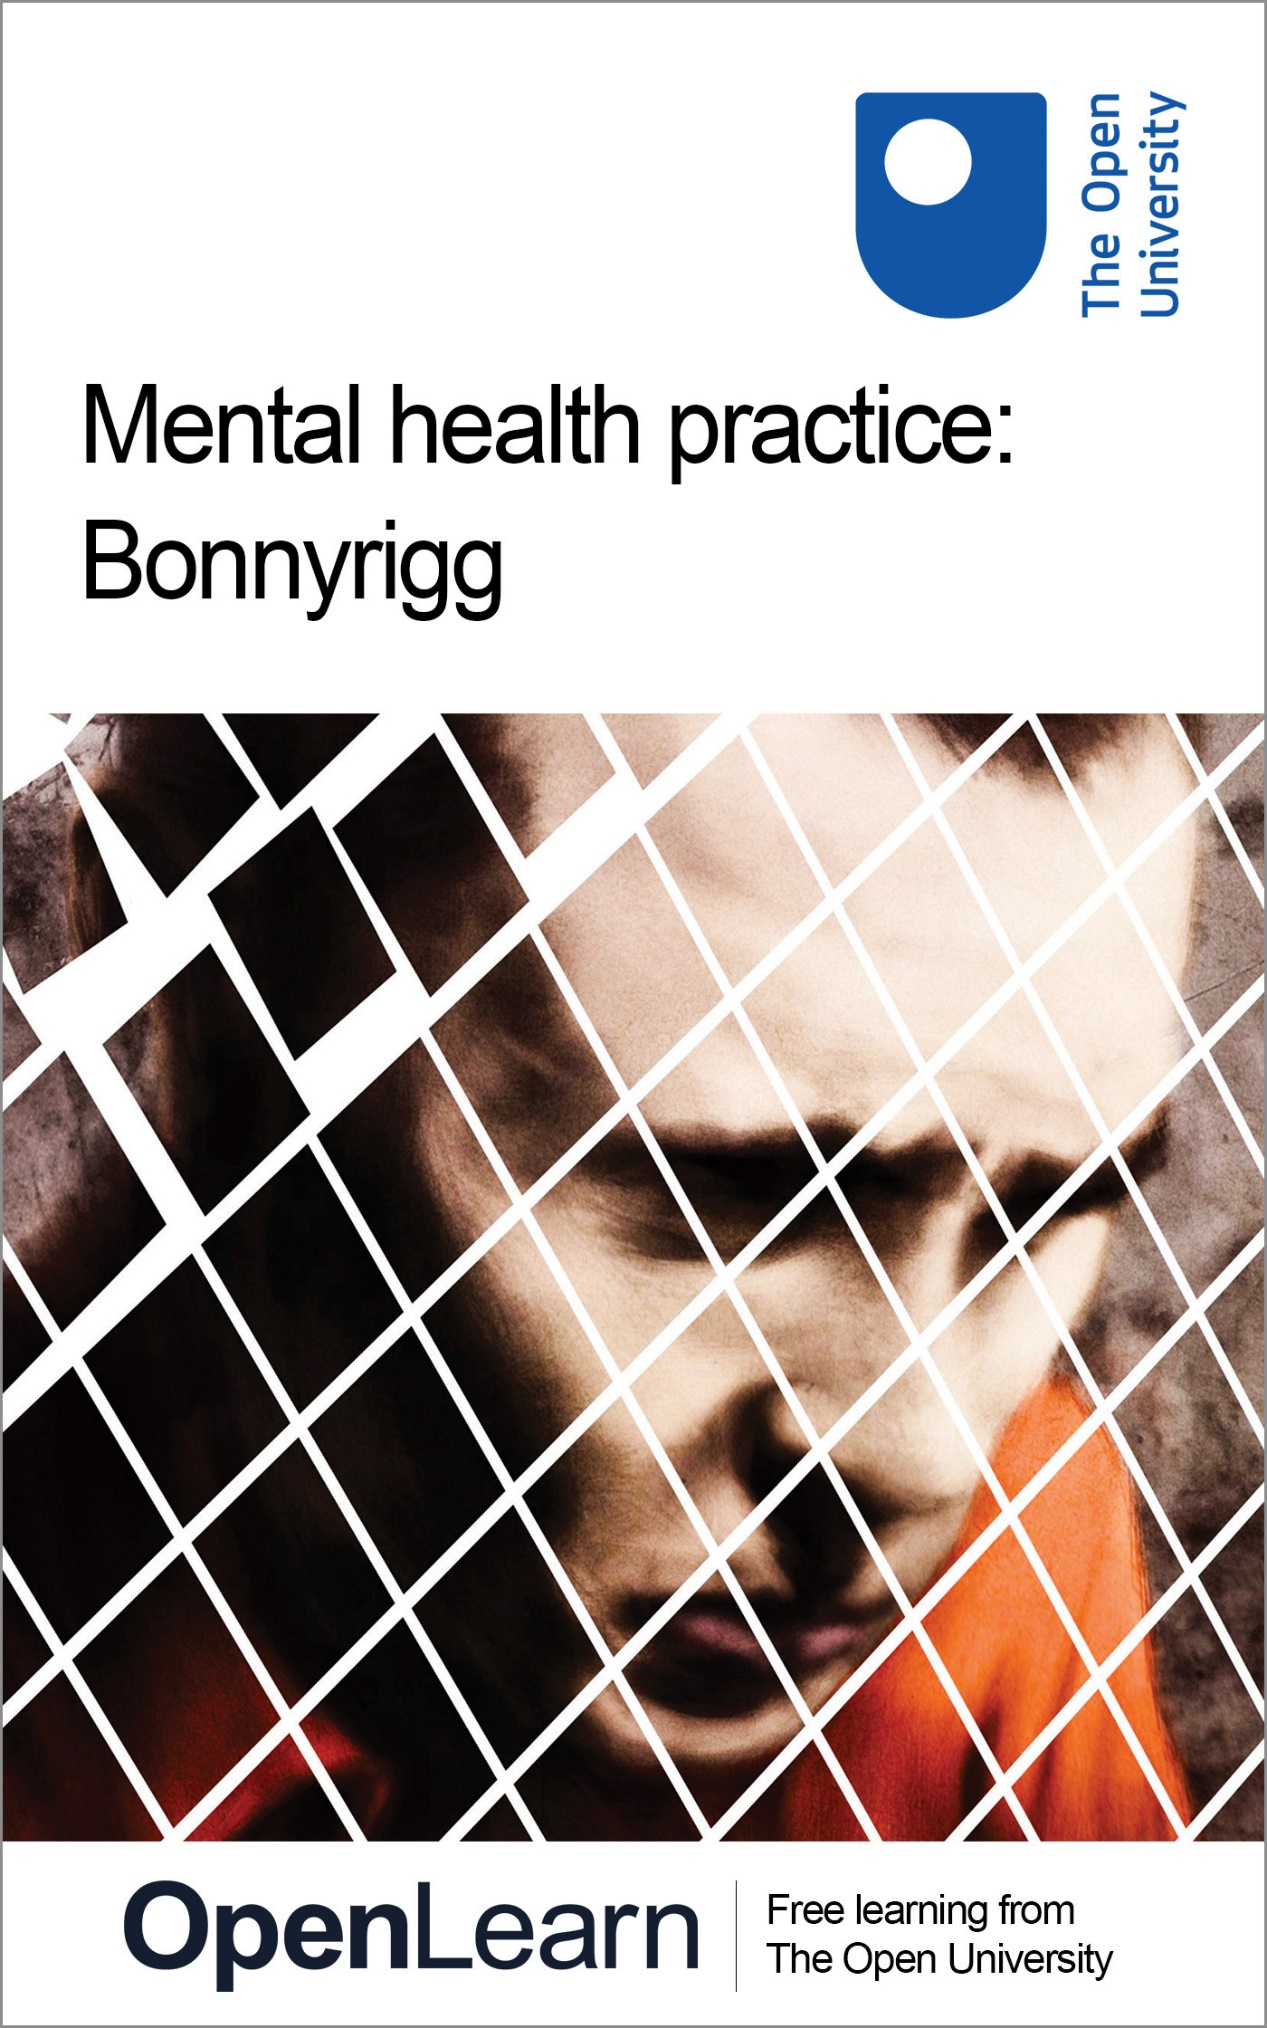 The Open
University
Mental health practice:
Bonnyrigg
OpenLearn
Free learning from
The Open University